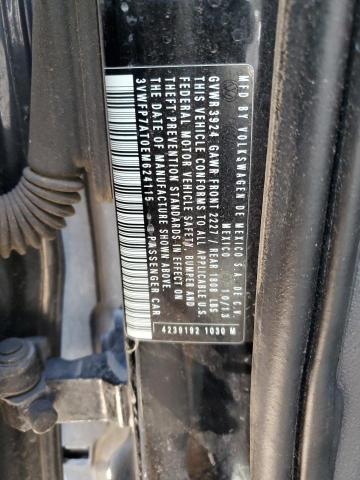 MFD BY VOLKSWAGEN DE MEXICO S.A. DE C.V.
MEXICO 10/13
GVWR 3924 GAWR FRONT 2227 / REAR 1808 LBS
THIS VEHICLE CONFORMS TO ALL APPLICABLE U.S.
FEDERAL MOTOR VEHICLE SAFETY, BUMPER AND
THEFT PREVENTION STANDARDS IN EFFECT ON
THE DATE OF MANUFACTURE SHOWN ABOVE.
3VWFP7AT0EM624115 PASSENGER CAR
4239192 1030 M